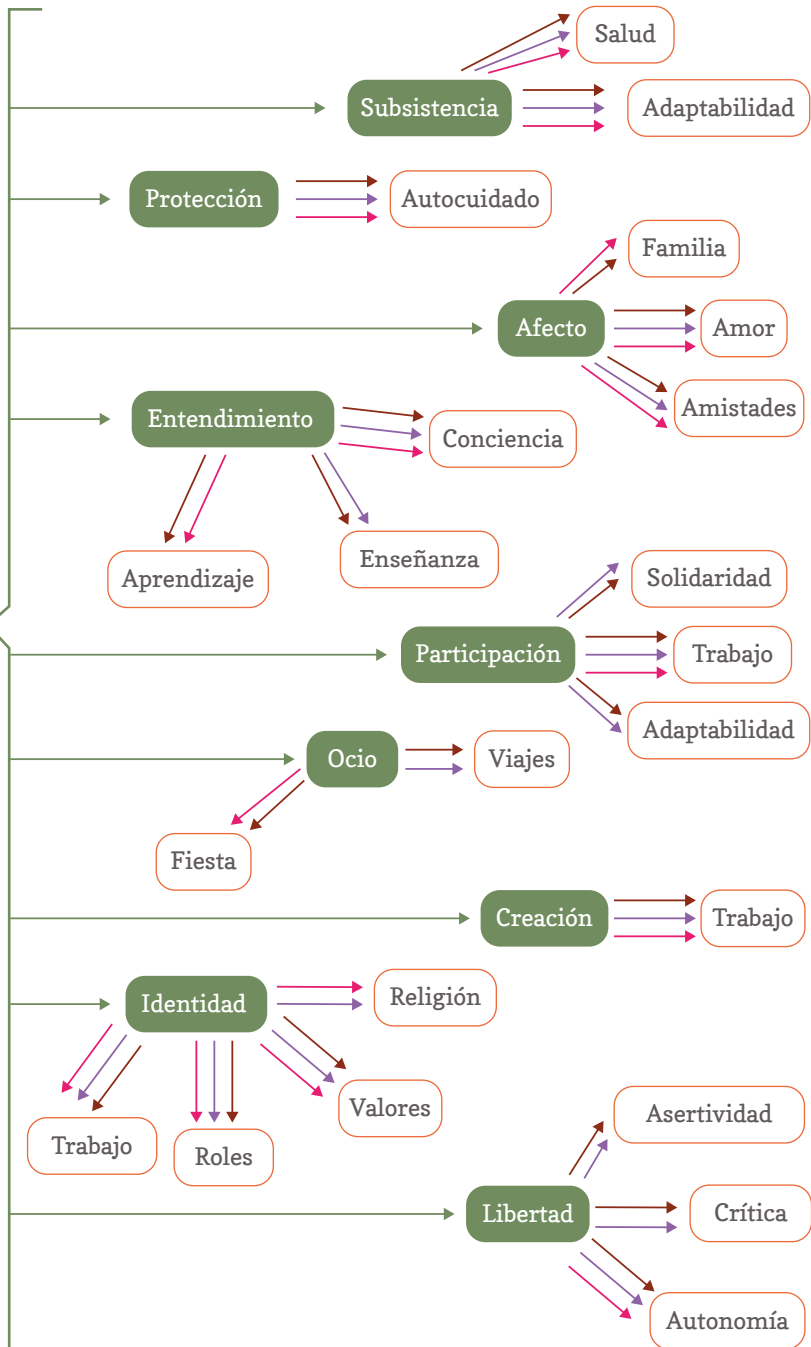 Salud
Subsistencia
Adaptabilidad
Protección
Autocuidado
Familia
Afecto
Amor
Amistades
Entendimiento
Conciencia
Enseñanza
Aprendizaje
Solidaridad
Participación
Trabajo
Adaptabilidad
Ocio
Viajes
Fiesta
Creación
Trabajo
Identidad
Religión
Valores
Trabajo
Roles
Asertividad
Libertad
Crítica
Autonomía